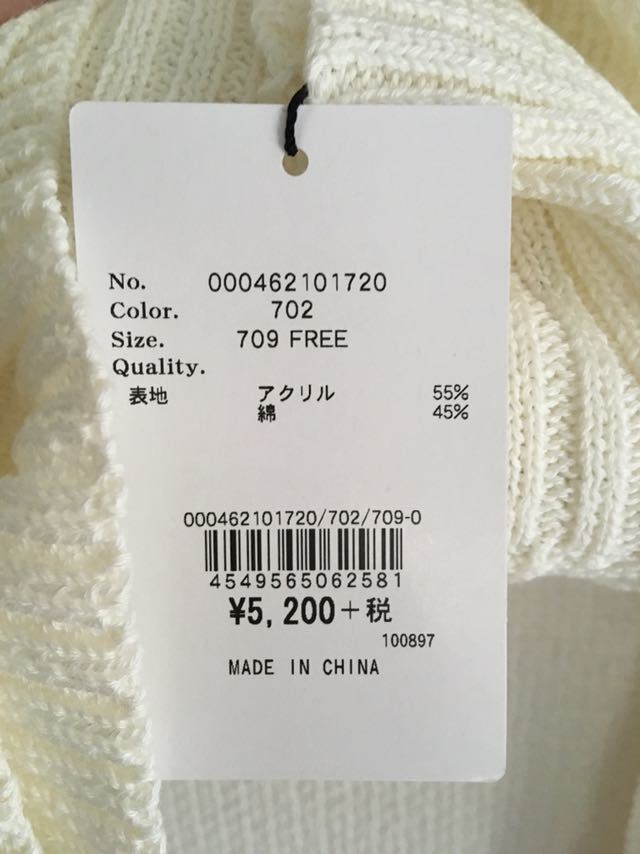 No. 000462101720
Color. 702
Size. 709 FREE
Quality.
表地 アクリル 55%
綿 45%
000462101720/702/709-0
4549565062581
¥5,200+税
100897
MADE IN CHINA